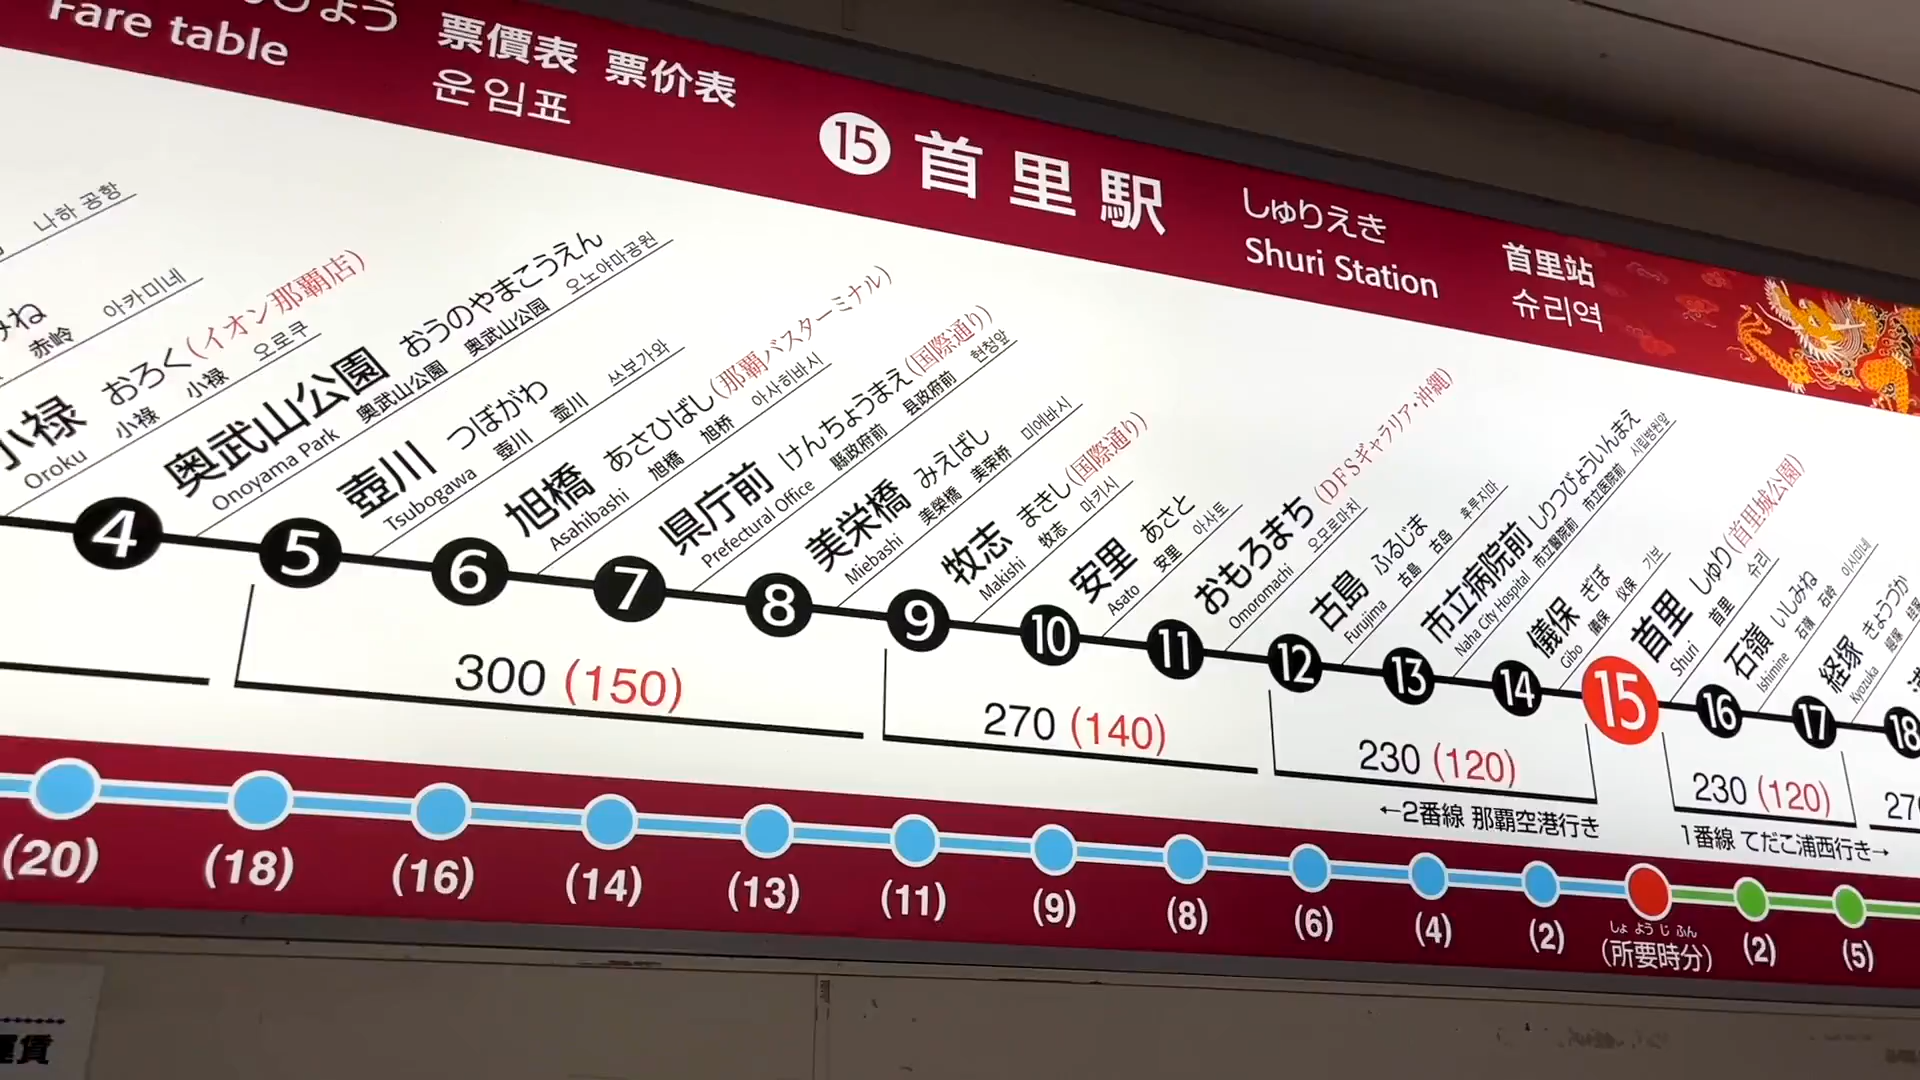 Fare table
票價表 票价表
운임표
15 首里駅
しゅりえき
Shuri Station
首里站
슈리역
나하 공항
赤岭 아카미네
小禄 おろく (イオン那覇店)
Oroku 小祿 小禄 오로쿠
奥武山公園 おうのやまこうえん
Onoyama Park 奧武山公園 奥武山公园 오노야마공원
壺川 つぼがわ
Tsubogawa 壺川 壶川 쓰보가와
旭橋 あさひばし (那覇バスターミナル)
Asahibashi 旭橋 旭桥 아사히바시
県庁前 けんちょうまえ (国際通り)
Prefectural Office 縣政府前 县政府前 현청앞
美栄橋 みえばし
Miebashi 美榮橋 美荣桥 미에바시
牧志 まきし (国際通り)
Makishi 牧志 마키시
安里 あさと
Asato 安里 아사토
おもろまち (DFSギャラリア・沖縄)
Omoromachi 오모로마치
古島 ふるじま
Furujima 古島 古岛 후루지마
市立病院前 しりつびょういんまえ
Naha City Hospital 市立醫院前 市立医院前 시립병원앞
儀保 ぎぼ
Gibo 儀保 仪保 기보
首里 しゅり (首里城公園)
Shuri 首里 슈리
石嶺 いしみね
Ishimine 石嶺 石岭 이시미네
経塚 きょうづか
Kyozuka 經塚
4 5 6 7 8 9 10 11 12 13 14 15 16 17 18
300 (150)
270 (140)
230 (120)
230 (120)
←2番線 那覇空港行き
1番線 てだこ浦西行き→
(20) (18) (16) (14) (13) (11) (9) (8) (6) (4) (2) (所要時分) (2) (5)
しょ よう じ ふん